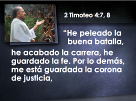 2 Timoteo 4:7, 8
“He peleado la
buena batalla,
he acabado la carrera, he
guardado la fe. Por lo demás,
me está guardada la corona
de justicia,